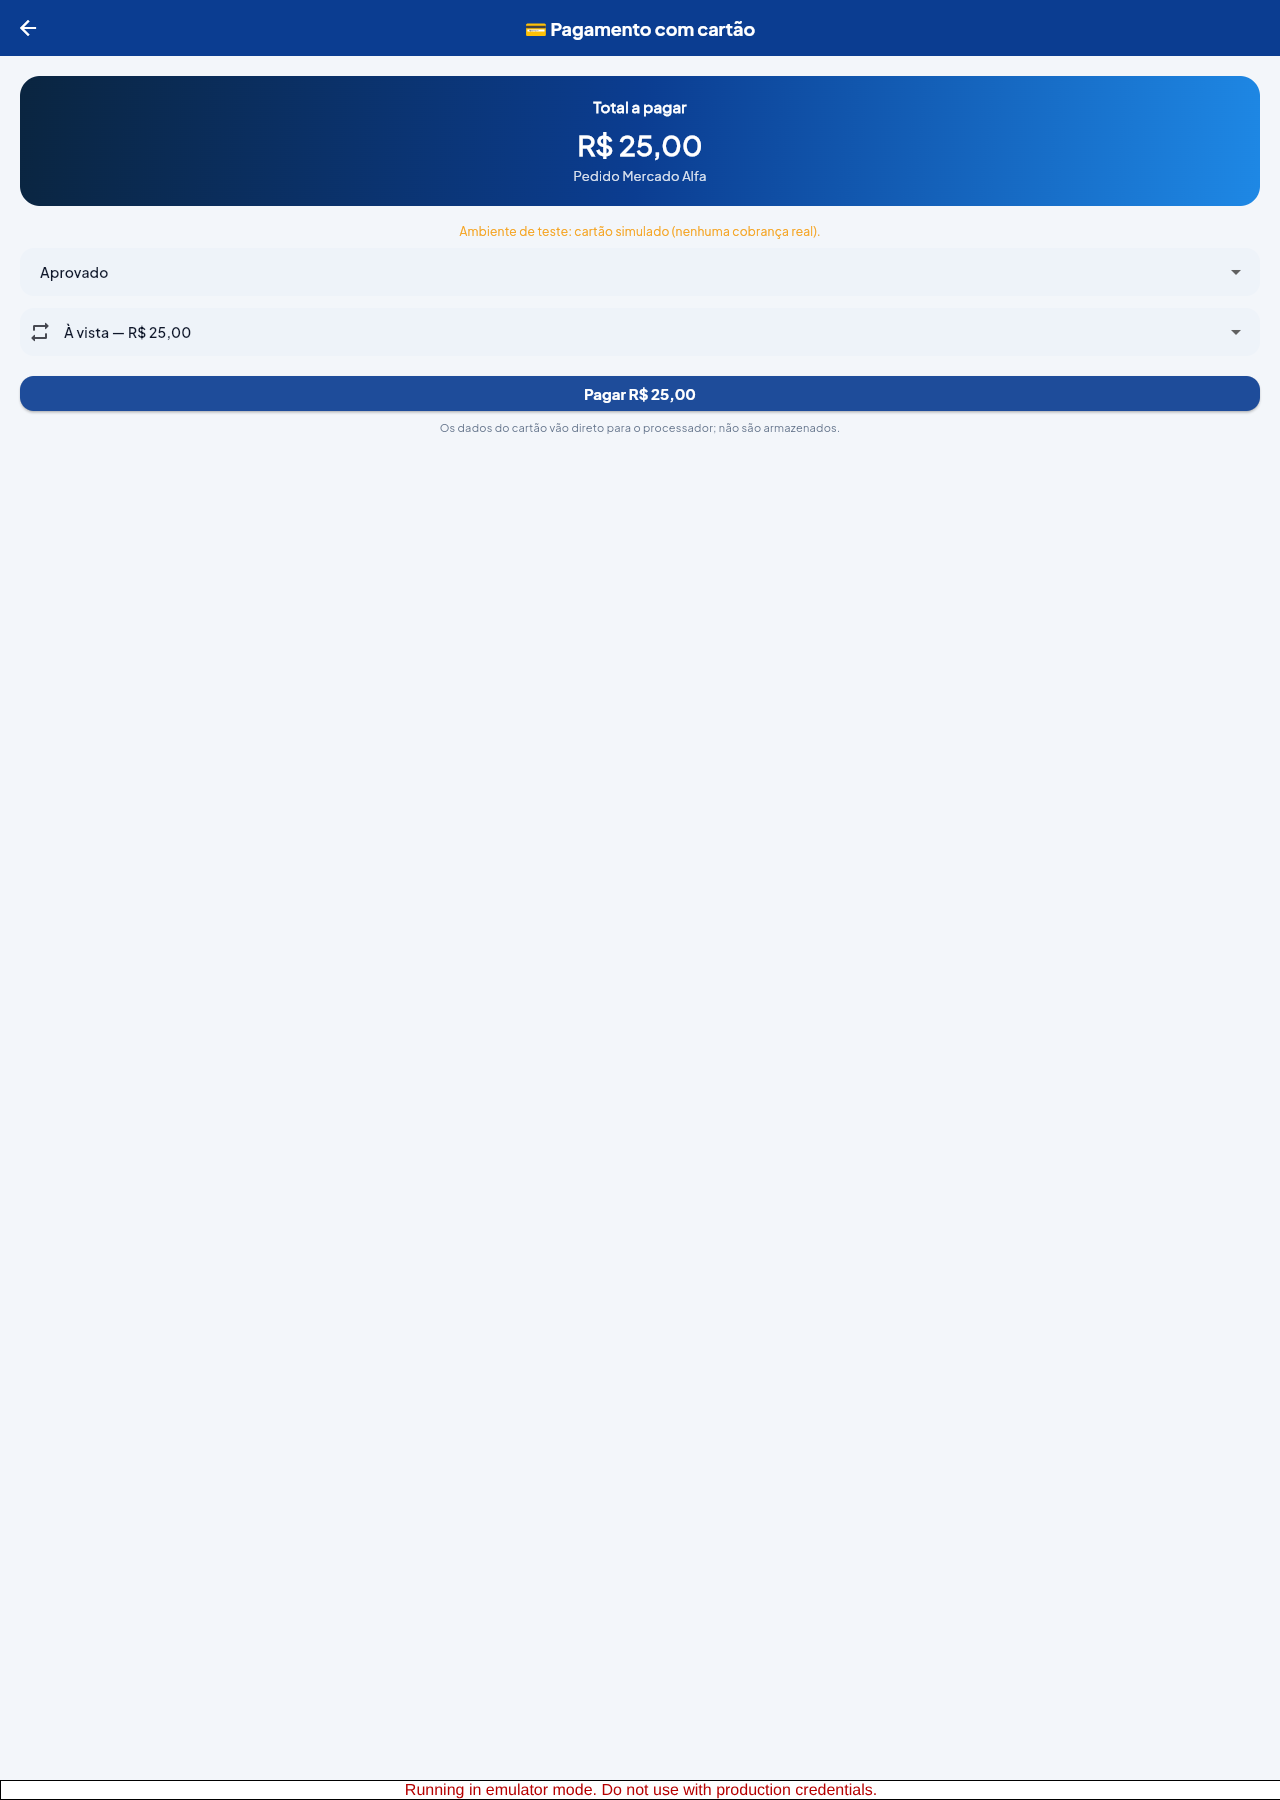 💳 Pagamento com cartão
Total a pagar
R$ 25,00
Pedido Mercado Alfa
Ambiente de teste: cartão simulado (nenhuma cobrança real).
Aprovado
À vista — R$ 25,00
Pagar R$ 25,00
Os dados do cartão vão direto para o processador; não são armazenados.
Running in emulator mode. Do not use with production credentials.